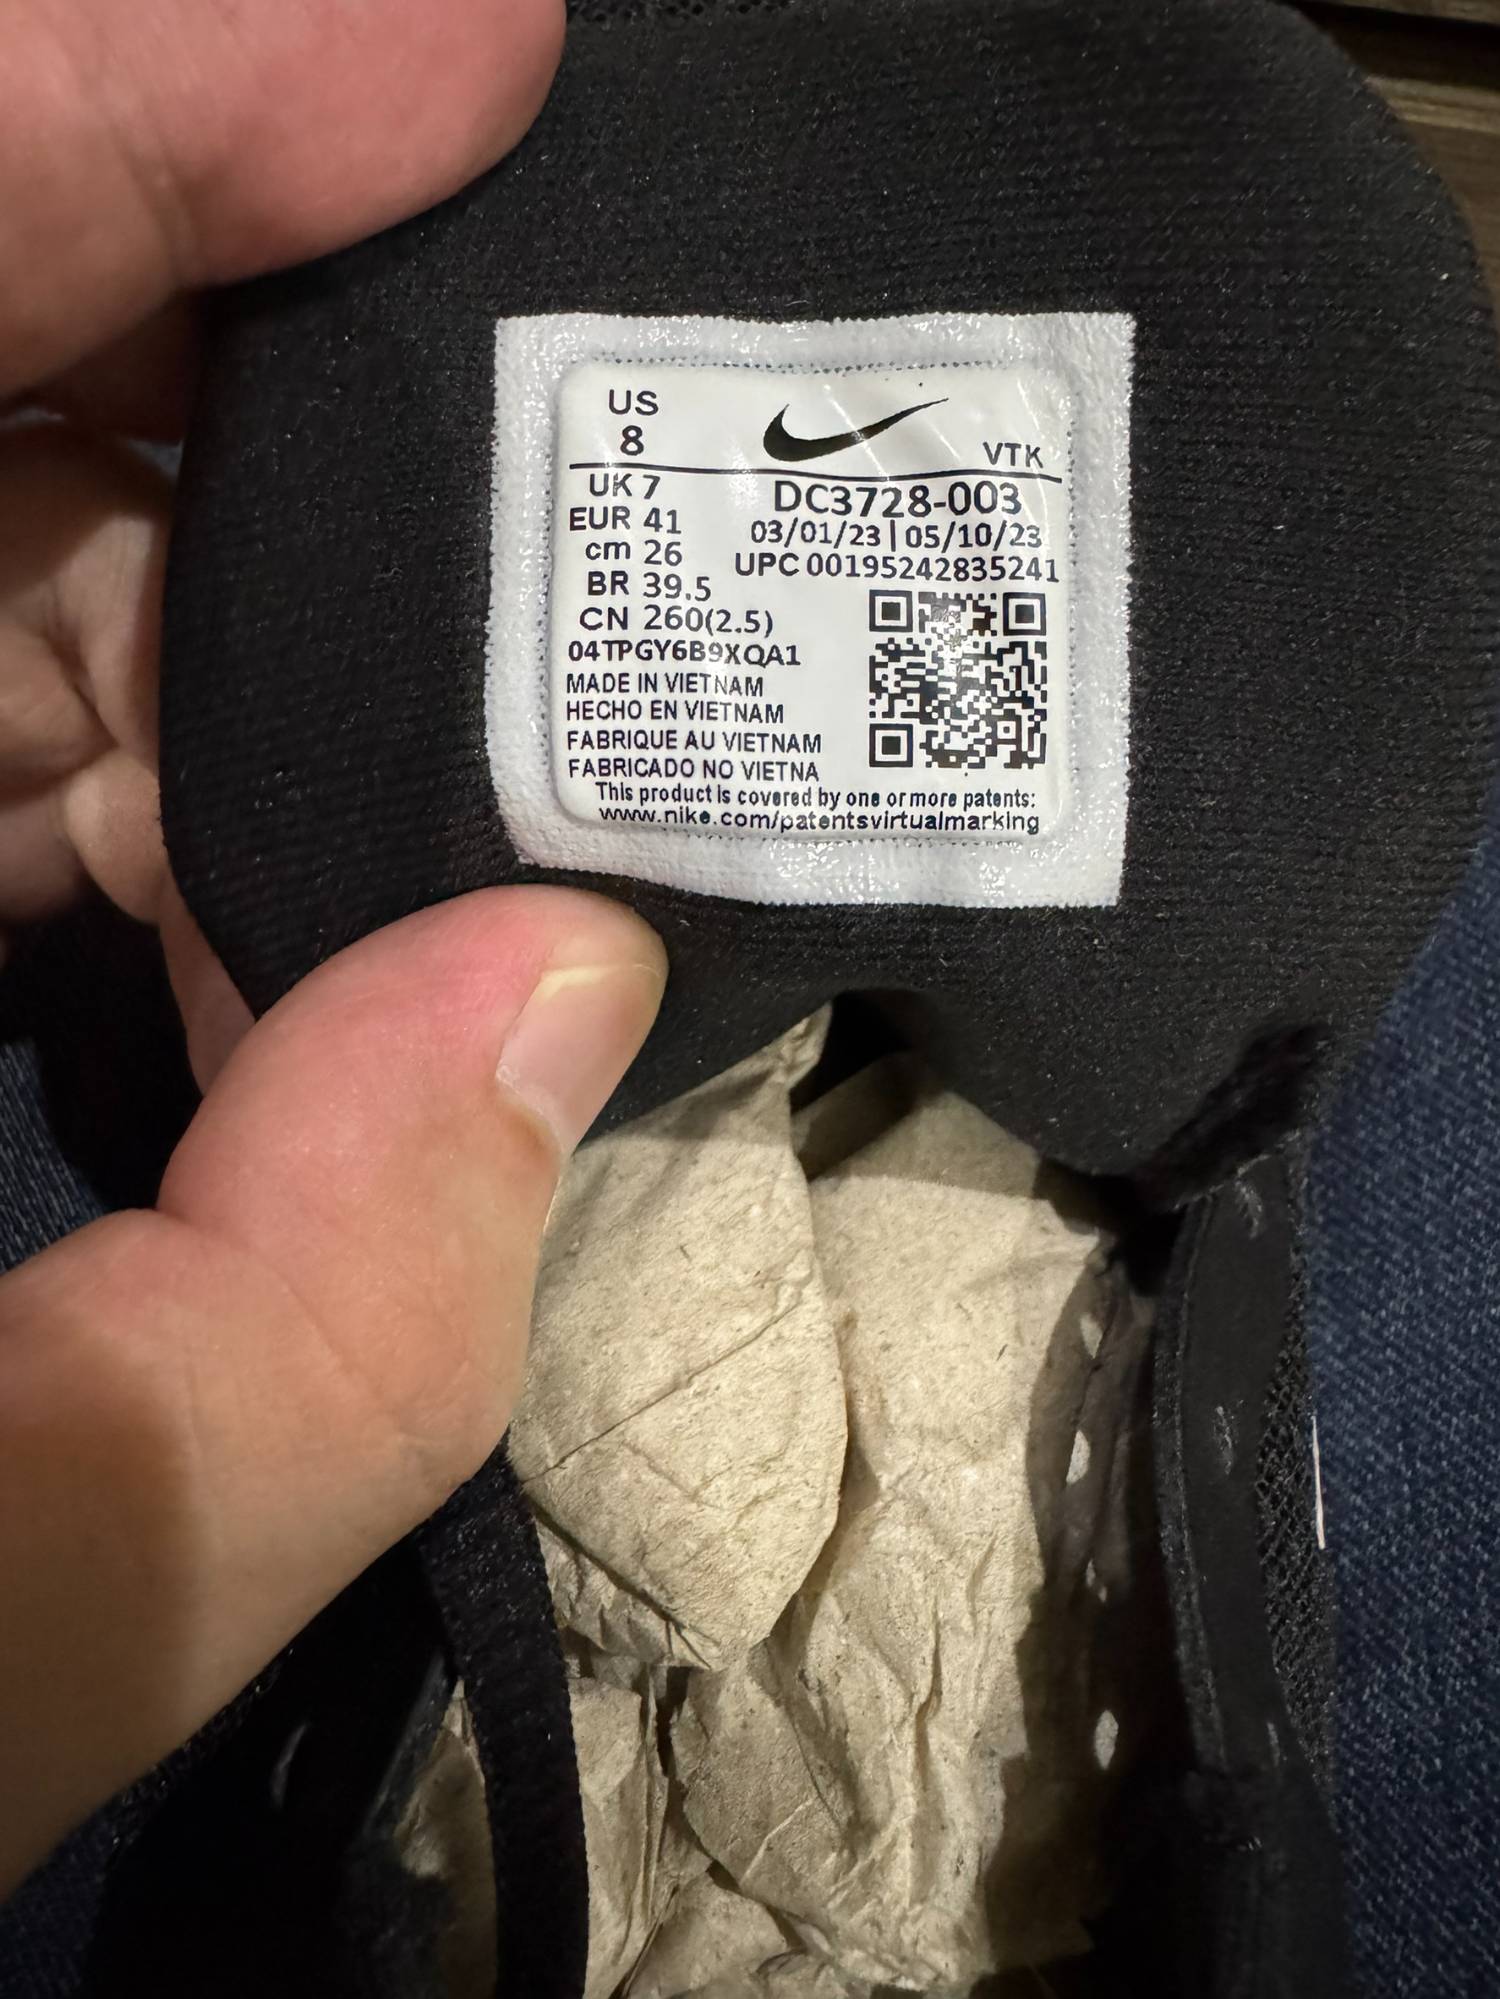 US
8
VTK
UK 7
EUR 41
cm 26
BR 39.5
CN 260(2.5)
DC3728-003
03/01/23|05/10/23
UPC 00195242835241
04TPGY6B9XQA1
MADE IN VIETNAM
HECHO EN VIETNAM
FABRIQUE AU VIETNAM
FABRICADO NO VIETNA
This product is covered by one or more patents:
www.nike.com/patentsvirtualmarking